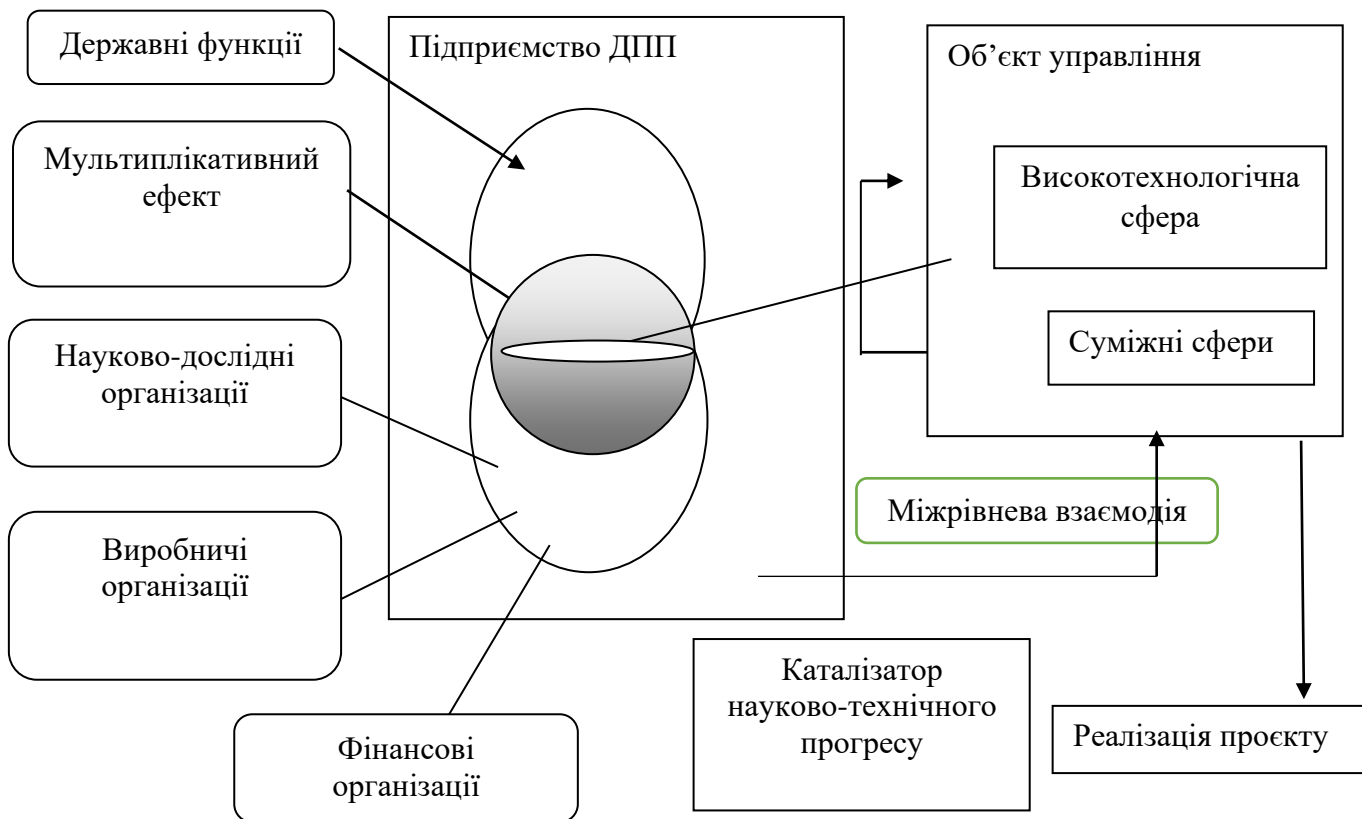 Державні функції
Підприємство ДПП
Об’єкт управління
Мультиплікативний
ефект
Високотехнологічна
сфера
Науково-дослідні
організації
Суміжні сфери
Виробничі
організації
Міжрівнева взаємодія
Каталізатор
науково-технічного
прогресу
Реалізація проєкту
Фінансові
організації